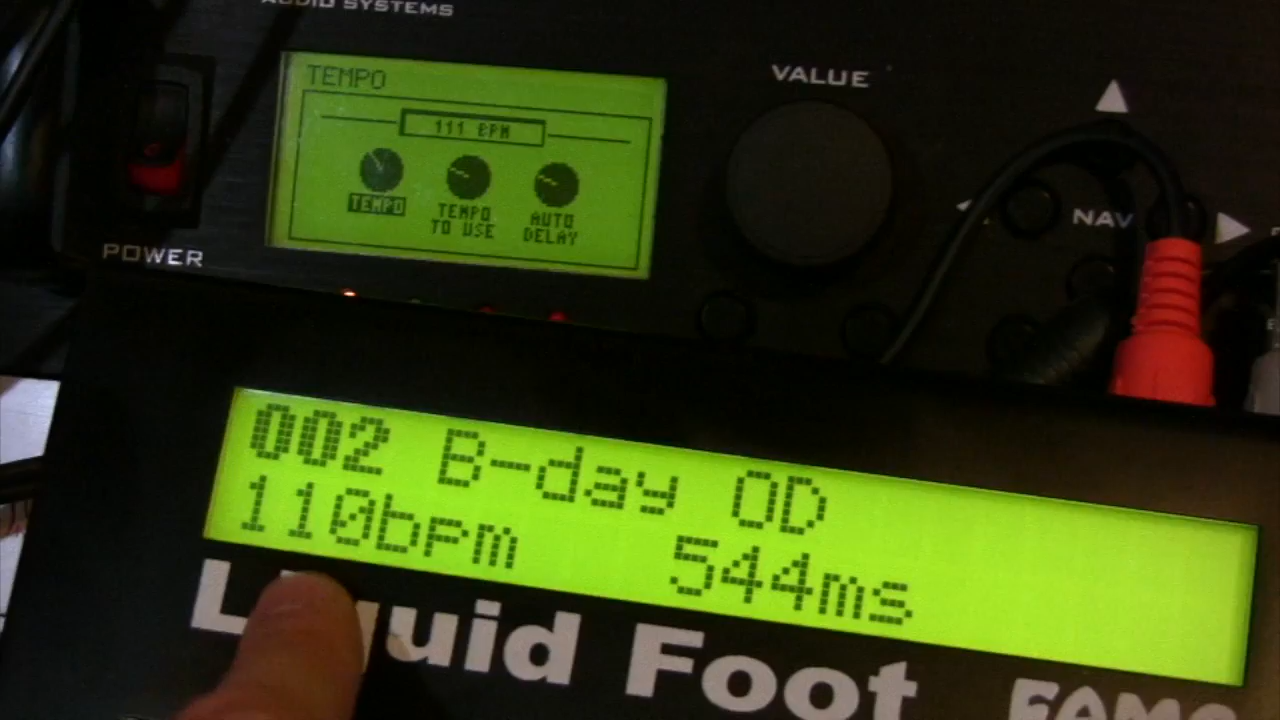 AUDIO SYSTEMS
TEMPO
111 BPM
TEMPO
TEMPO
TO USE
AUTO
DELAY
VALUE
NAV
POWER
002 B-day OD
110bpm 544ms
Liquid Foot